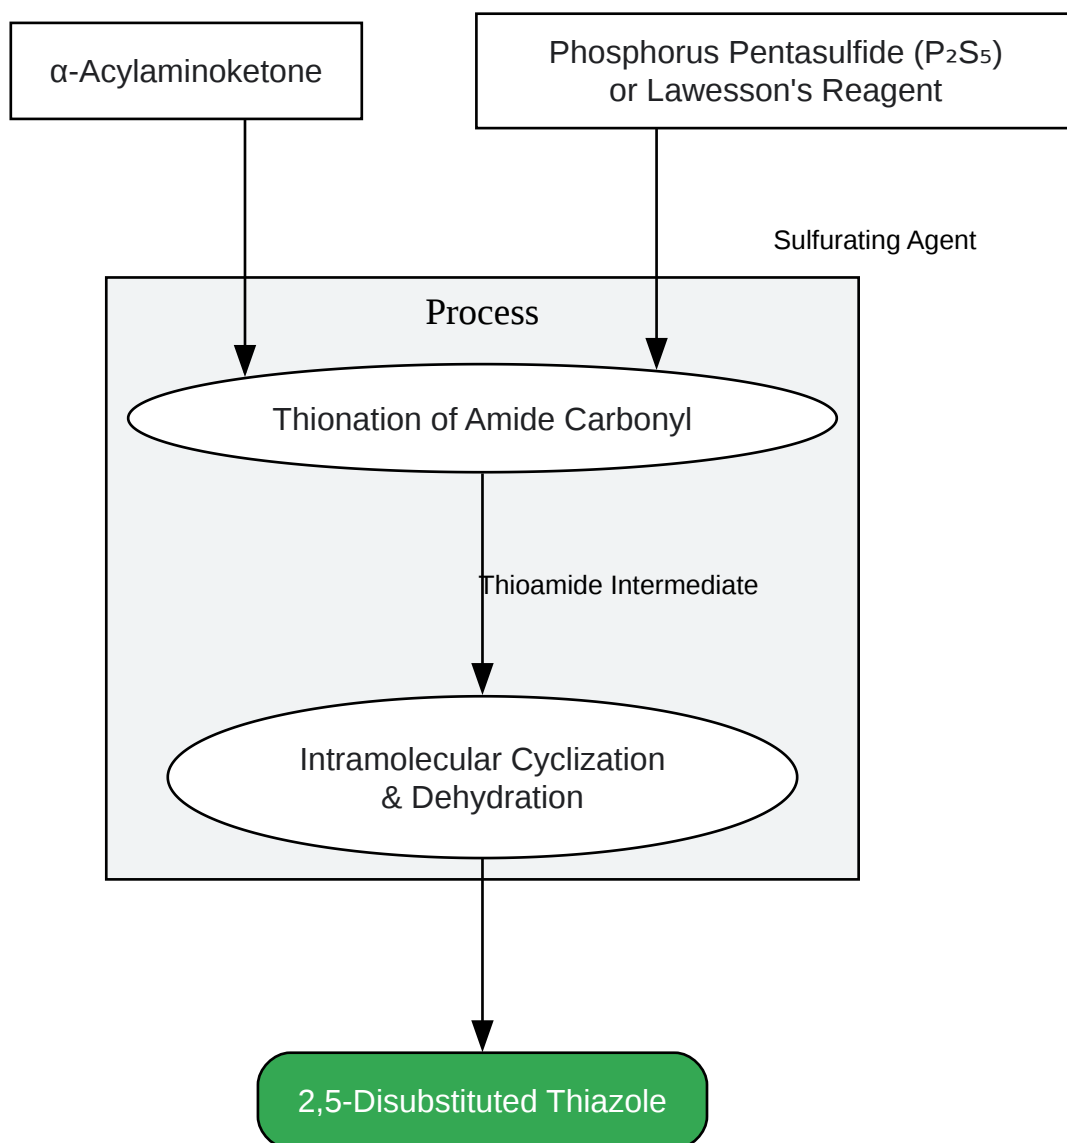 α-Acylaminoketone
Phosphorus Pentasulfide (P₂S₅)
or Lawesson's Reagent
Sulfurating Agent
Process
Thionation of Amide Carbonyl
Thioamide Intermediate
Intramolecular Cyclization
& Dehydration
2,5-Disubstituted Thiazole